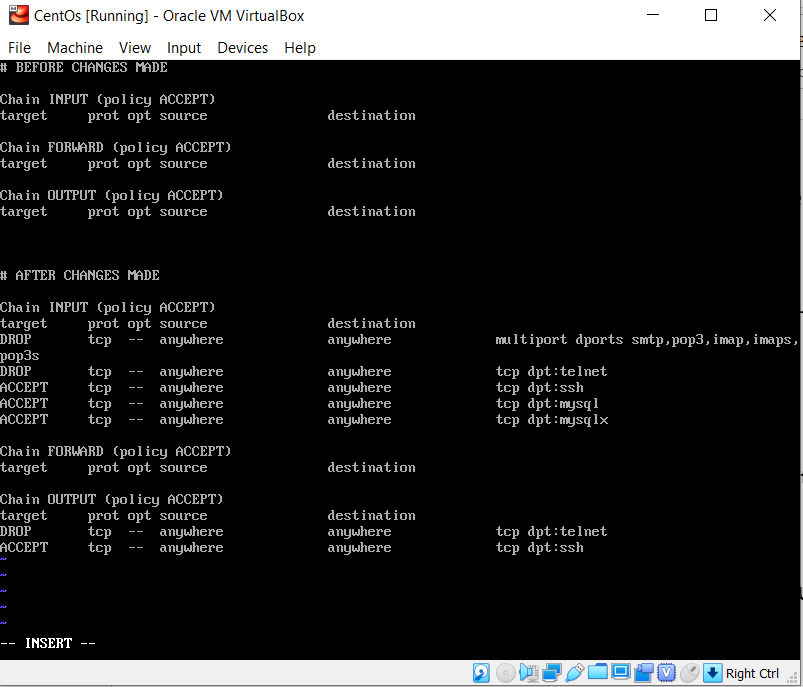 CentOs [Running] - Oracle VM VirtualBox
File Machine View Input Devices Help
# BEFORE CHANGES MADE
Chain INPUT (policy ACCEPT)
target prot opt source destination
Chain FORWARD (policy ACCEPT)
target prot opt source destination
Chain OUTPUT (policy ACCEPT)
target prot opt source destination
# AFTER CHANGES MADE
Chain INPUT (policy ACCEPT)
target prot opt source destination
DROP tcp -- anywhere anywhere multiport dports smtp,pop3,imap,imaps,
pop3s
DROP tcp -- anywhere anywhere tcp dpt:telnet
ACCEPT tcp -- anywhere anywhere tcp dpt:ssh
ACCEPT tcp -- anywhere anywhere tcp dpt:mysql
ACCEPT tcp -- anywhere anywhere tcp dpt:mysqlx
Chain FORWARD (policy ACCEPT)
target prot opt source destination
Chain OUTPUT (policy ACCEPT)
target prot opt source destination
DROP tcp -- anywhere anywhere tcp dpt:telnet
ACCEPT tcp -- anywhere anywhere tcp dpt:ssh
~
~
~
~
~
-- INSERT --
Right Ctrl